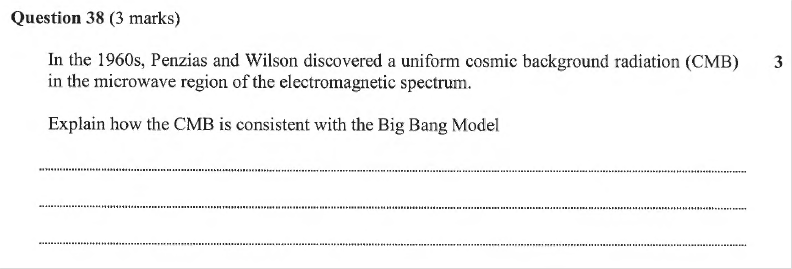 Question 38 (3 marks)
In the 1960s, Penzias and Wilson discovered a uniform cosmic background radiation (CMB) 3
in the microwave region of the electromagnetic spectrum.
Explain how the CMB is consistent with the Big Bang Model